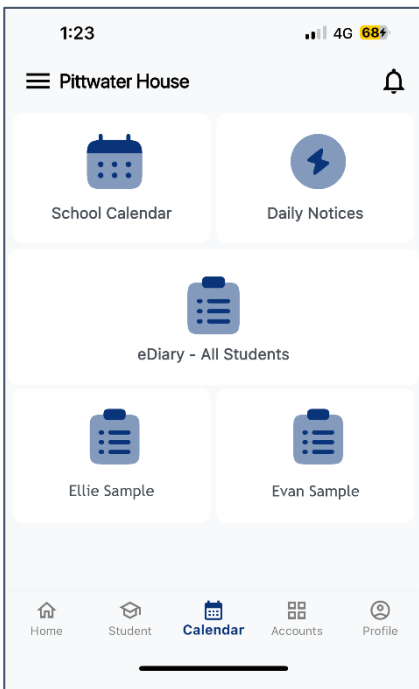 1:23 4G 68
Pittwater House
School Calendar Daily Notices
eDiary - All Students
Ellie Sample Evan Sample
Home Student Calendar Accounts Profile